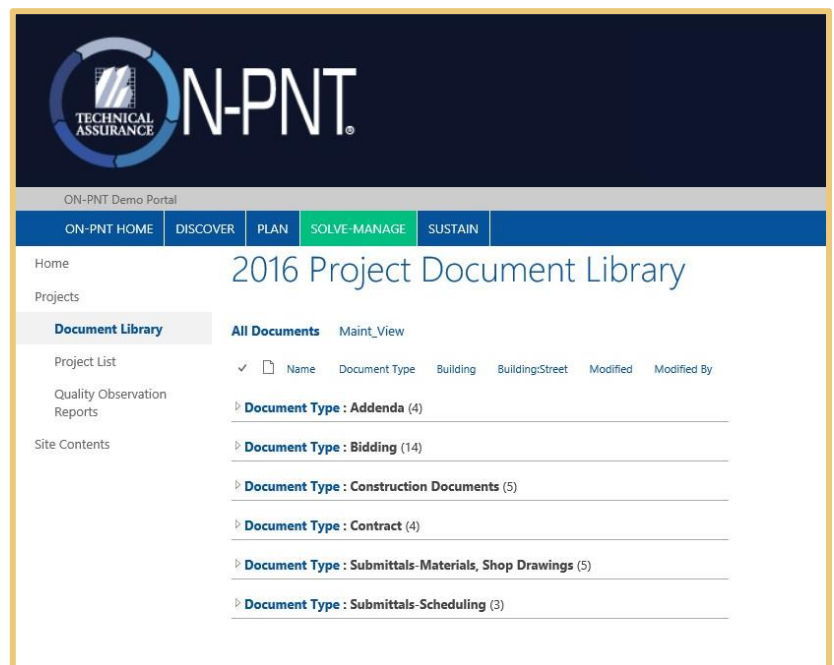 TECHNICAL
ASSURANCE
N-PNT®
ON-PNT Demo Portal
ON-PNT HOME DISCOVER PLAN SOLVE-MANAGE SUSTAIN
Home
Projects
Document Library
Project List
Quality Observation
Reports
Site Contents
2016 Project Document Library
All Documents Maint_View
Name Document Type Building Building:Street Modified Modified By
Document Type : Addenda (4)
Document Type : Bidding (14)
Document Type : Construction Documents (5)
Document Type : Contract (4)
Document Type : Submittals-Materials, Shop Drawings (5)
Document Type : Submittals-Scheduling (3)